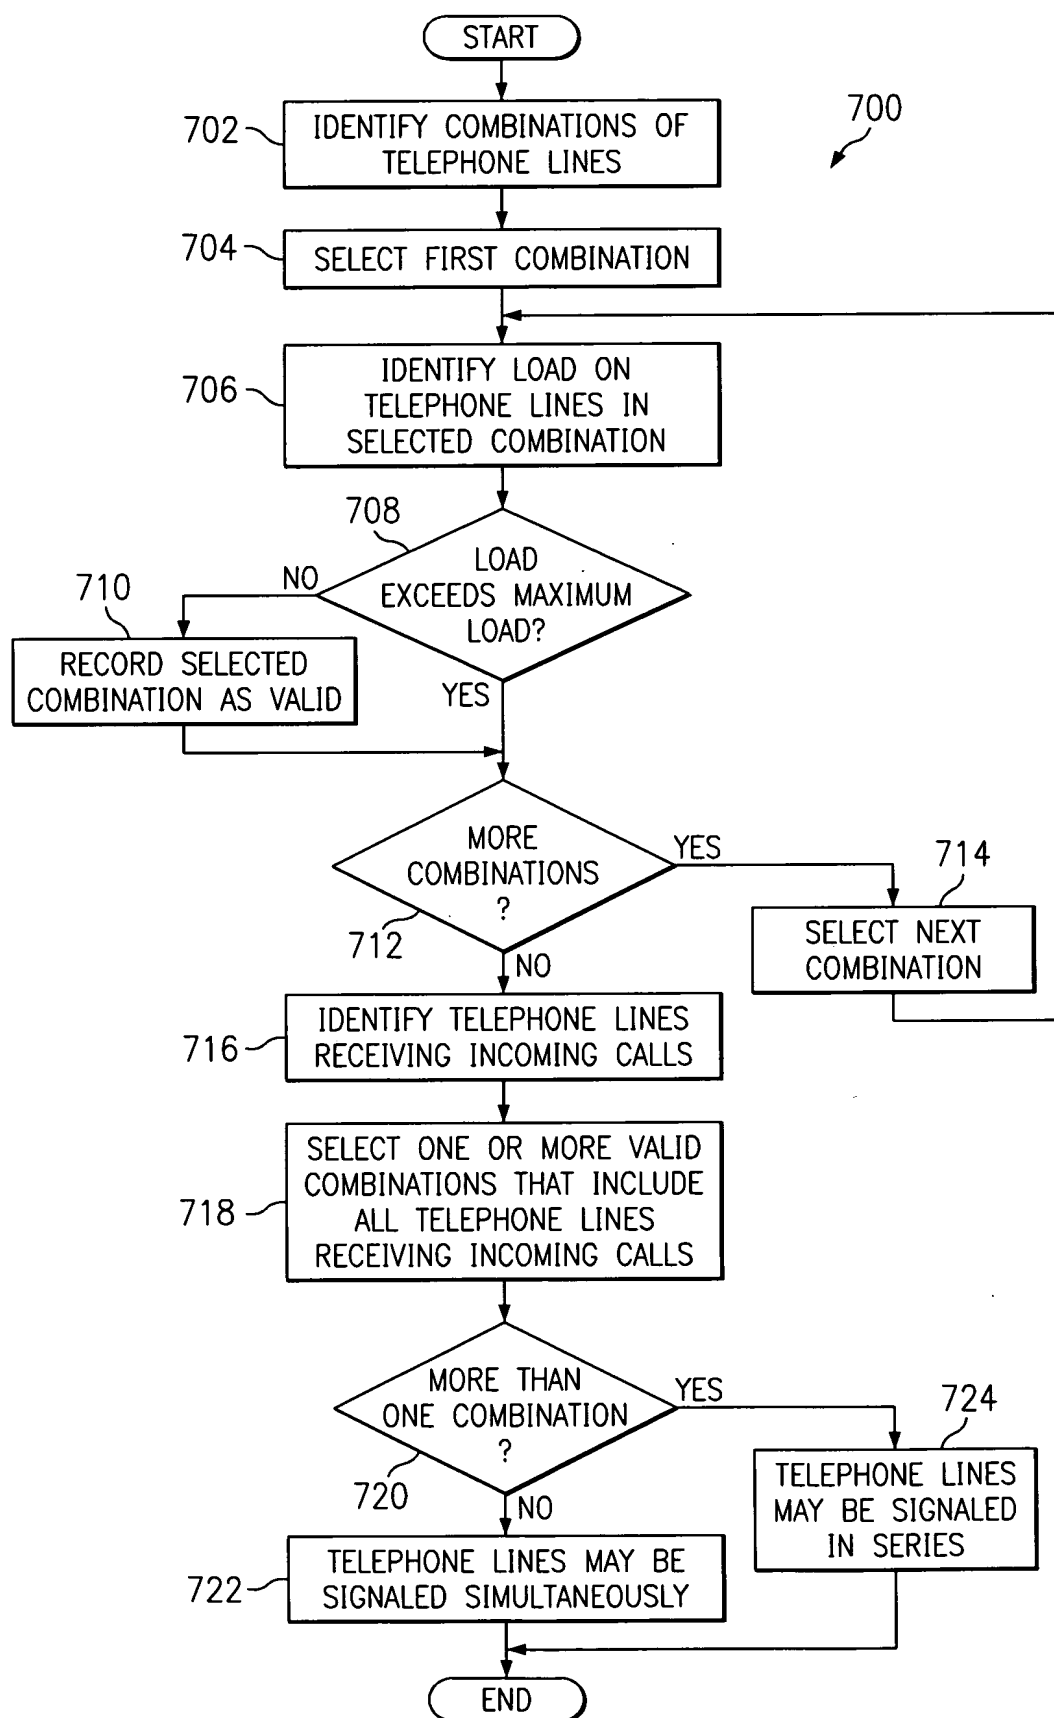 START
700
702
IDENTIFY COMBINATIONS OF
TELEPHONE LINES
704
SELECT FIRST COMBINATION
706
IDENTIFY LOAD ON
TELEPHONE LINES IN
SELECTED COMBINATION
708
LOAD
EXCEEDS MAXIMUM
LOAD?
NO
YES
710
RECORD SELECTED
COMBINATION AS VALID
MORE
COMBINATIONS
?
712
YES
NO
714
SELECT NEXT
COMBINATION
716
IDENTIFY TELEPHONE LINES
RECEIVING INCOMING CALLS
718
SELECT ONE OR MORE VALID
COMBINATIONS THAT INCLUDE
ALL TELEPHONE LINES
RECEIVING INCOMING CALLS
MORE THAN
ONE COMBINATION
?
720
YES
NO
724
TELEPHONE LINES
MAY BE SIGNALED
IN SERIES
722
TELEPHONE LINES MAY BE
SIGNALED SIMULTANEOUSLY
END